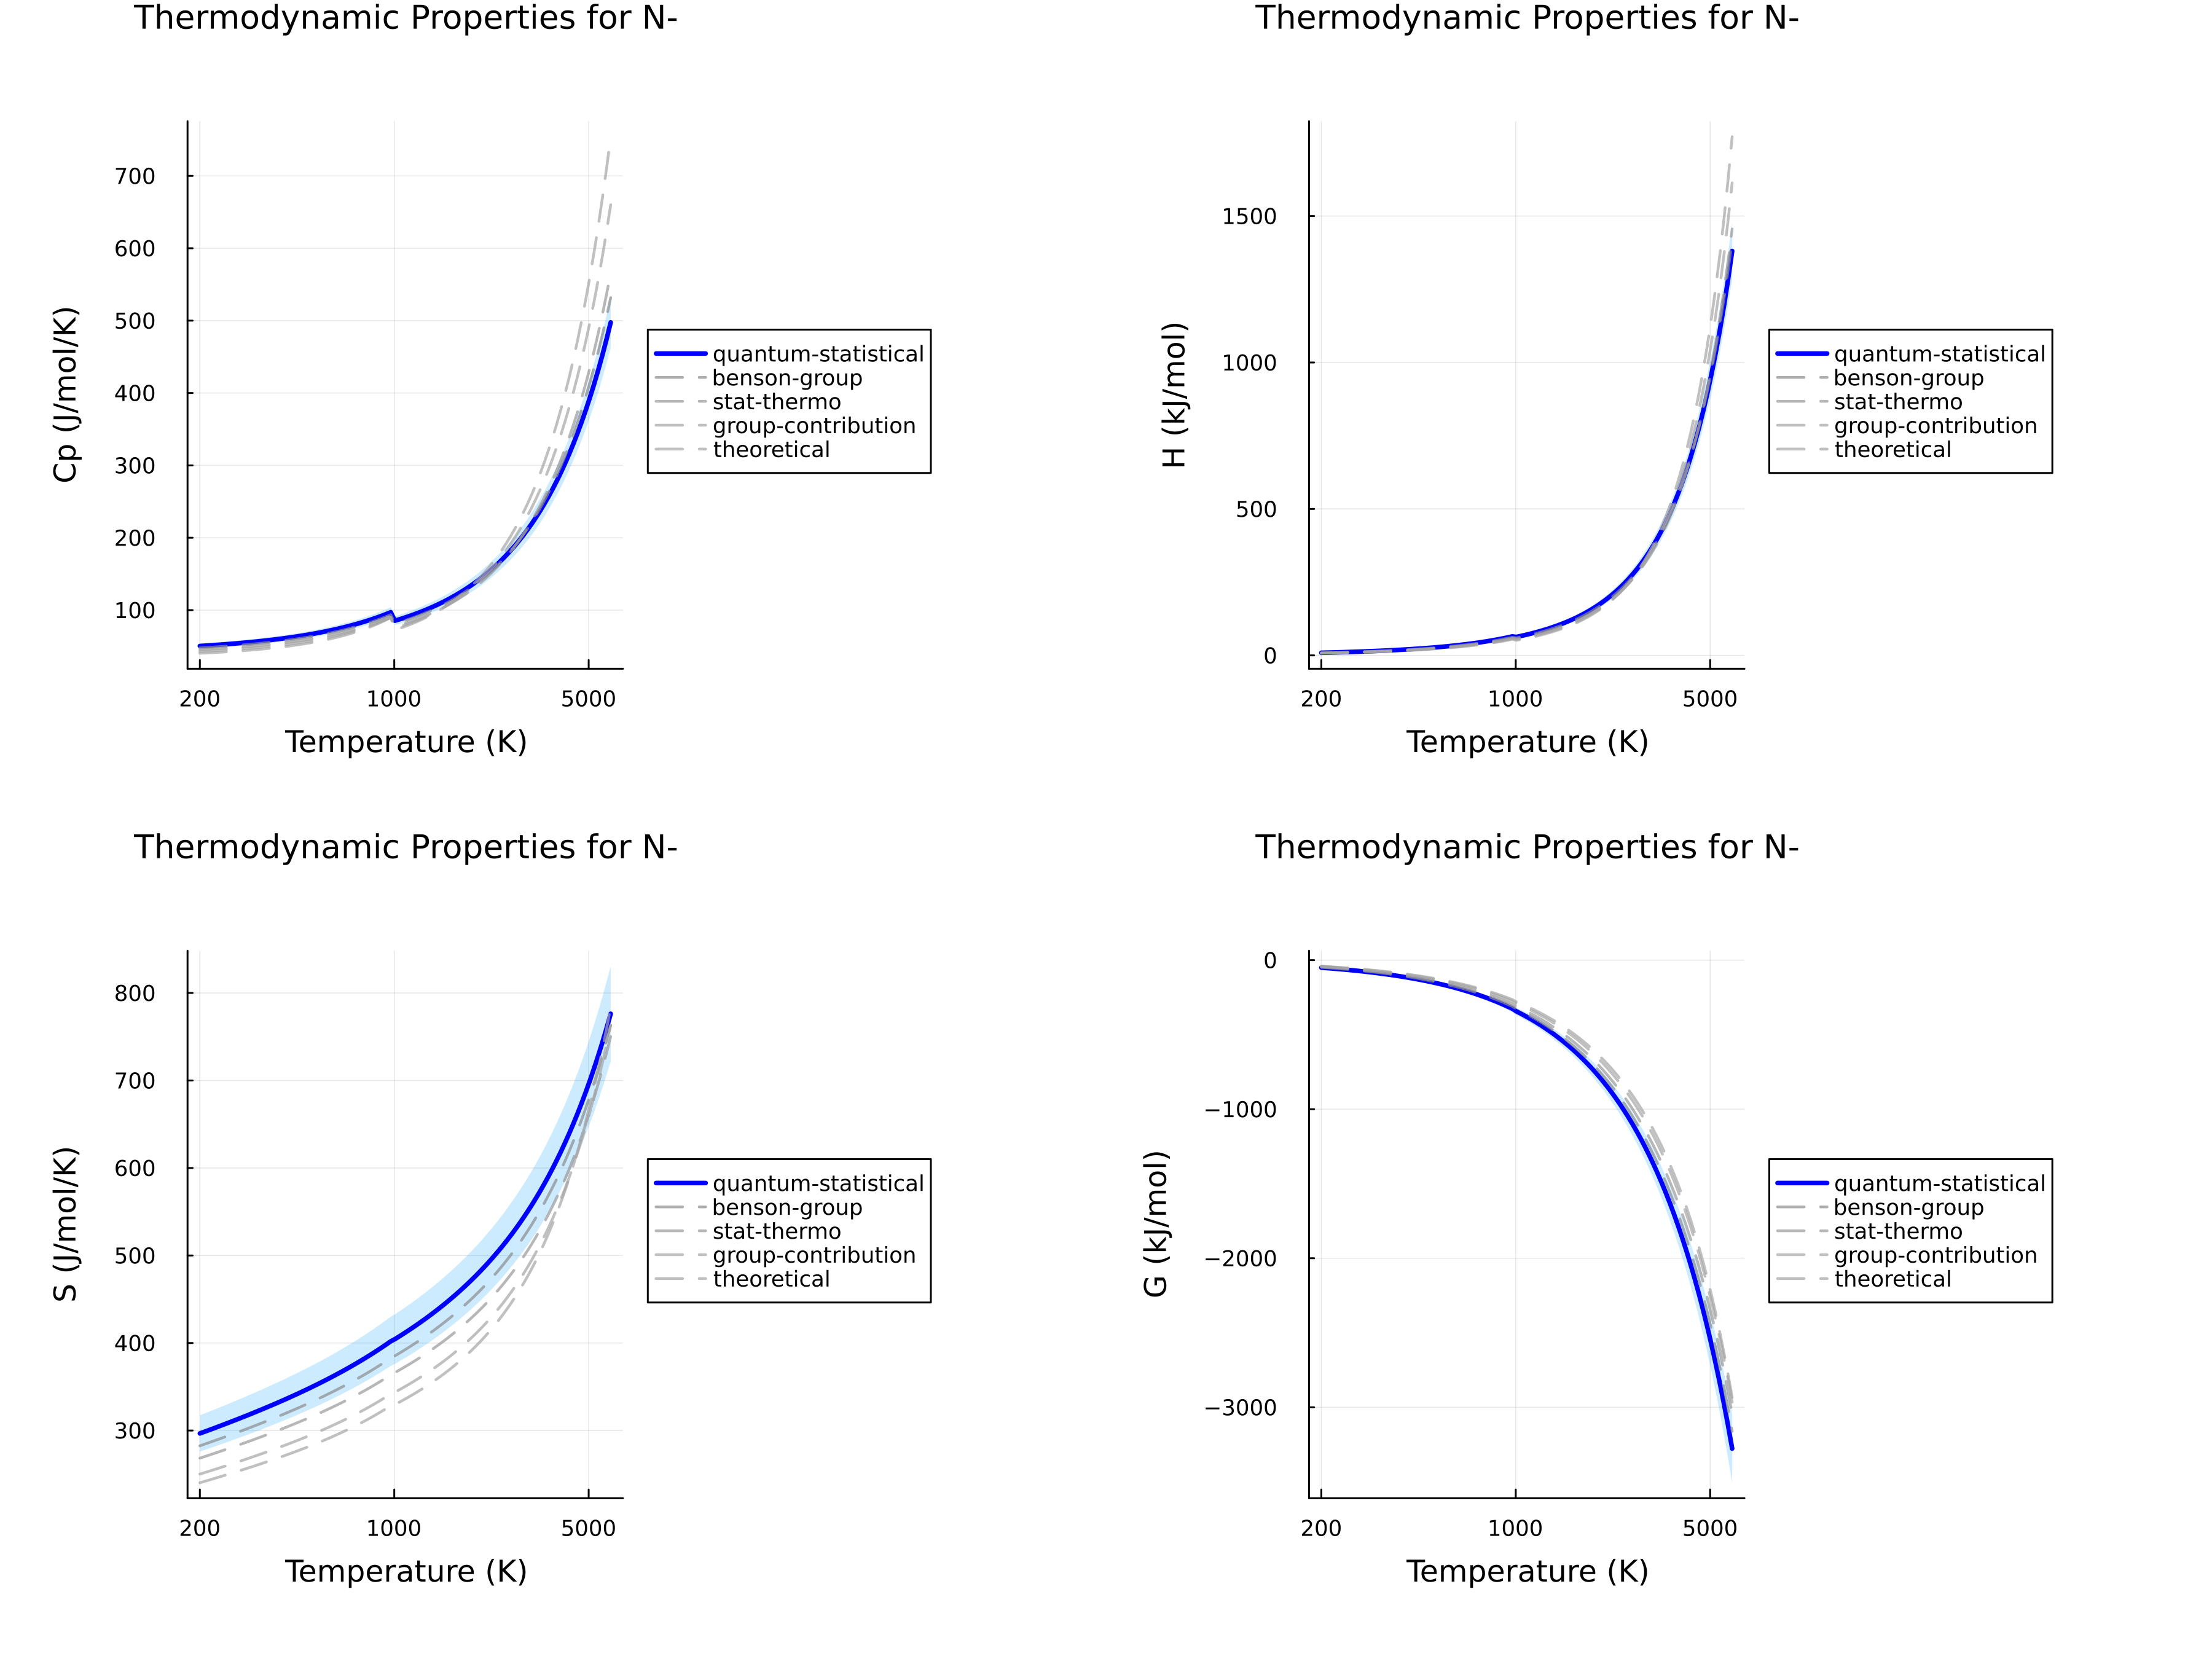 Thermodynamic Properties for N-
Cp (J/mol/K)
700
600
500
400
300
200
100
200
1000
5000
Temperature (K)
quantum-statistical
benson-group
stat-thermo
group-contribution
theoretical
Thermodynamic Properties for N-
H (kJ/mol)
1500
1000
500
0
200
1000
5000
Temperature (K)
quantum-statistical
benson-group
stat-thermo
group-contribution
theoretical
Thermodynamic Properties for N-
S (J/mol/K)
800
700
600
500
400
300
200
1000
5000
Temperature (K)
quantum-statistical
benson-group
stat-thermo
group-contribution
theoretical
Thermodynamic Properties for N-
G (kJ/mol)
0
−1000
−2000
−3000
200
1000
5000
Temperature (K)
quantum-statistical
benson-group
stat-thermo
group-contribution
theoretical